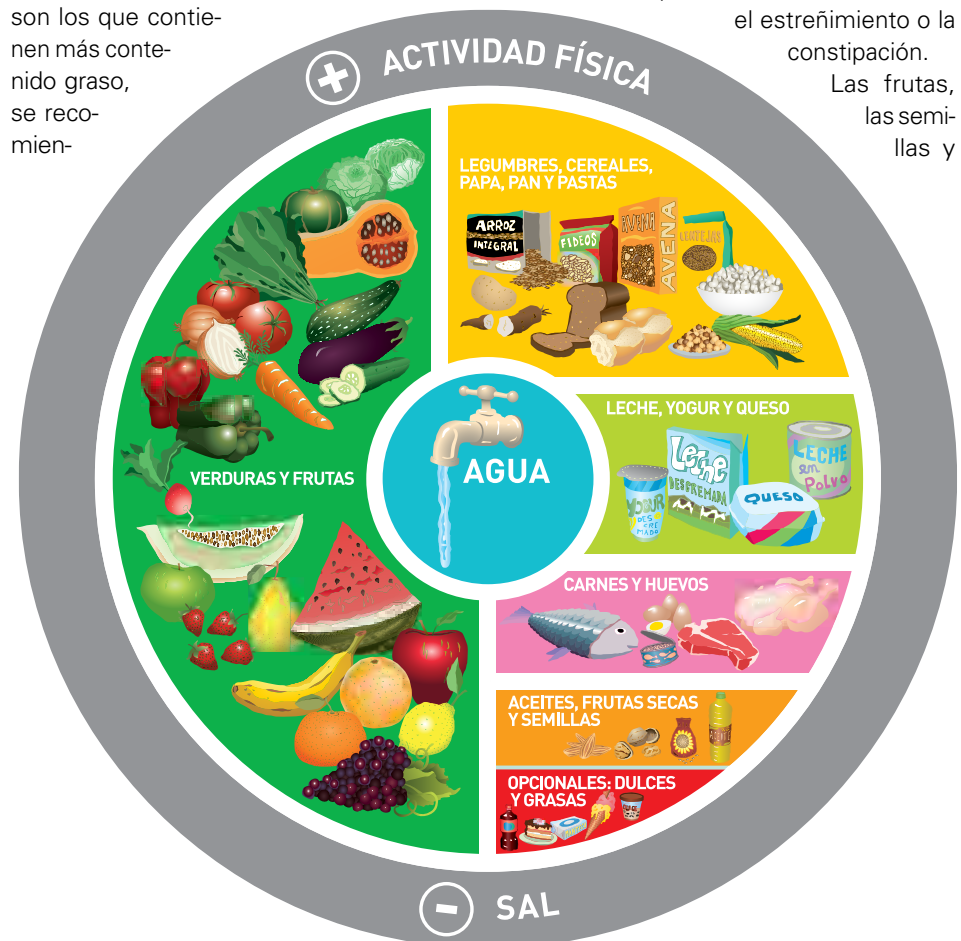 son los que contie-
nen más conte-
nido graso,
se reco-
mien-
el estreñimiento o la
constipación.
Las frutas,
las semi-
llas y
+ ACTIVIDAD FÍSICA
LEGUMBRES, CEREALES,
PAPA, PAN Y PASTAS
ARROZ
INTEGRAL
FIDEOS
AVENA
AVENA
LENTEJAS
VERDURAS Y FRUTAS
AGUA
LECHE, YOGUR Y QUESO
Leche
DESCREMADA
YOGUR
DES
CRE
MADO
QUESO
LECHE
en
Polvo
CARNES Y HUEVOS
ACEITES, FRUTAS SECAS
Y SEMILLAS
OPCIONALES: DULCES
Y GRASAS
- SAL